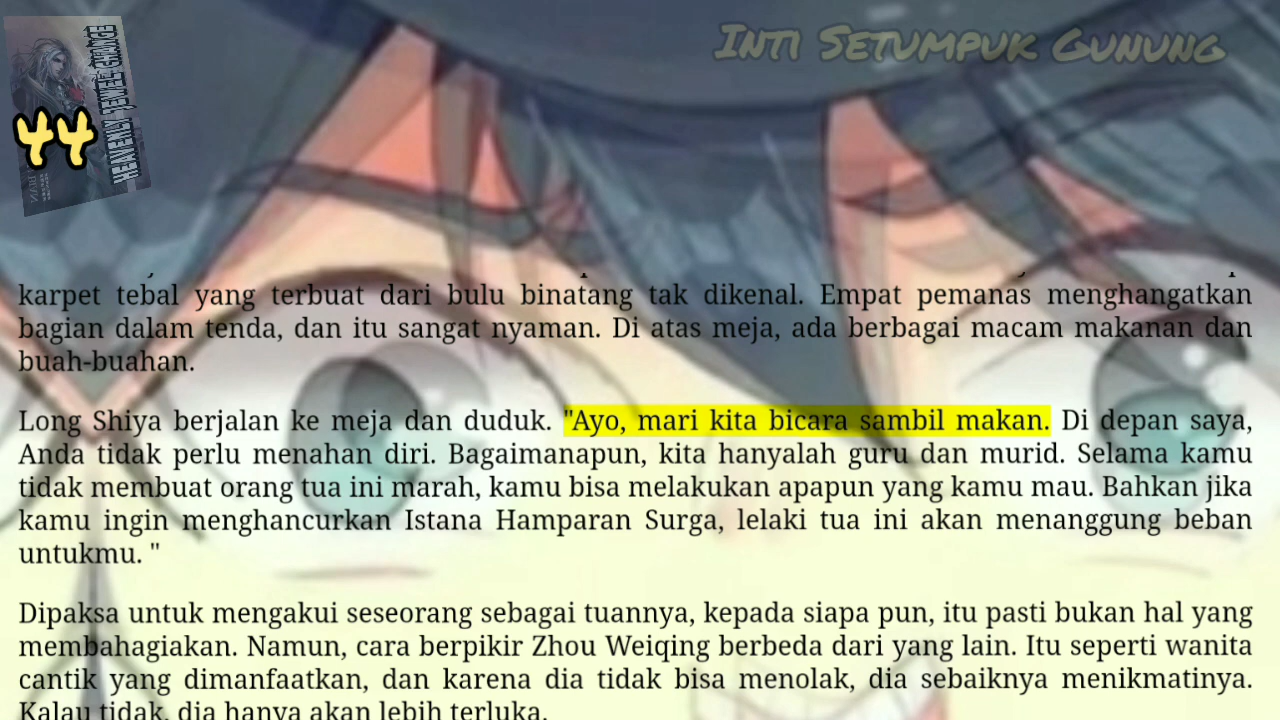 Inti Setumpuk Gunung
HEAVENLY JEWEL CHANGE
44
karpet tebal yang terbuat dari bulu binatang tak dikenal. Empat pemanas menghangatkan
bagian dalam tenda, dan itu sangat nyaman. Di atas meja, ada berbagai macam makanan dan
buah-buahan.
Long Shiya berjalan ke meja dan duduk. "Ayo, mari kita bicara sambil makan. Di depan saya,
Anda tidak perlu menahan diri. Bagaimanapun, kita hanyalah guru dan murid. Selama kamu
tidak membuat orang tua ini marah, kamu bisa melakukan apapun yang kamu mau. Bahkan jika
kamu ingin menghancurkan Istana Hamparan Surga, lelaki tua ini akan menanggung beban
untukmu. "
Dipaksa untuk mengakui seseorang sebagai tuannya, kepada siapa pun, itu pasti bukan hal yang
membahagiakan. Namun, cara berpikir Zhou Weiqing berbeda dari yang lain. Itu seperti wanita
cantik yang dimanfaatkan, dan karena dia tidak bisa menolak, dia sebaiknya menikmatinya.
Kalau tidak, dia hanya akan lebih terluka.